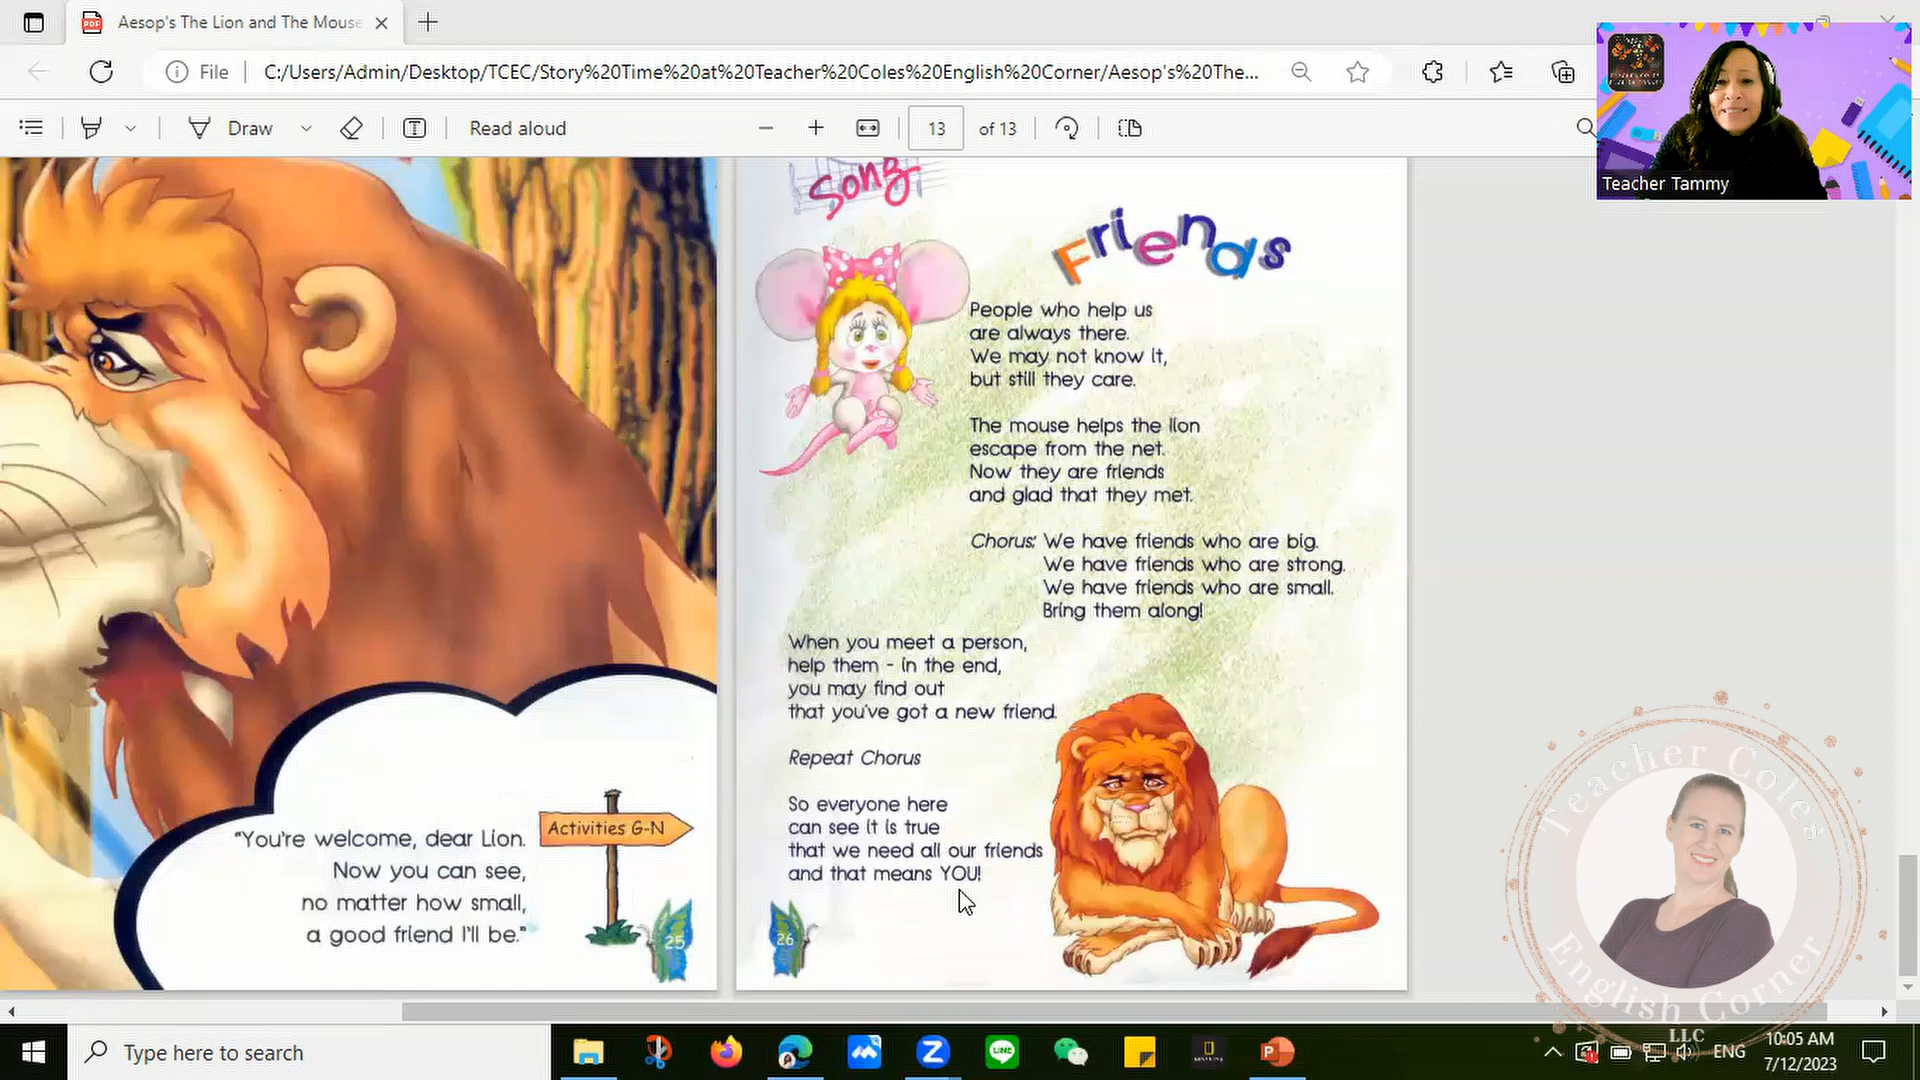 Aesop's The Lion and The Mouse
File
C:/Users/Admin/Desktop/TCEC/Story%20Time%20at%20Teacher%20Coles%20English%20Corner/Aesop's%20The...
Draw
Read aloud
13 of 13
Teacher Tammy
"You're welcome, dear Lion.
Now you can see,
no matter how small,
a good friend I'll be."
Activities G-N
25
Song
Friends
People who help us
are always there.
We may not know it,
but still they care.
The mouse helps the lion
escape from the net.
Now they are friends
and glad that they met.
Chorus: We have friends who are big.
We have friends who are strong.
We have friends who are small.
Bring them along!
When you meet a person,
help them - in the end,
you may find out
that you've got a new friend.
Repeat Chorus
So everyone here
can see it is true
that we need all our friends
and that means YOU!
26
Teacher Coles
English Corner
LLC
Type here to search
ENG
10:05 AM
7/12/2023